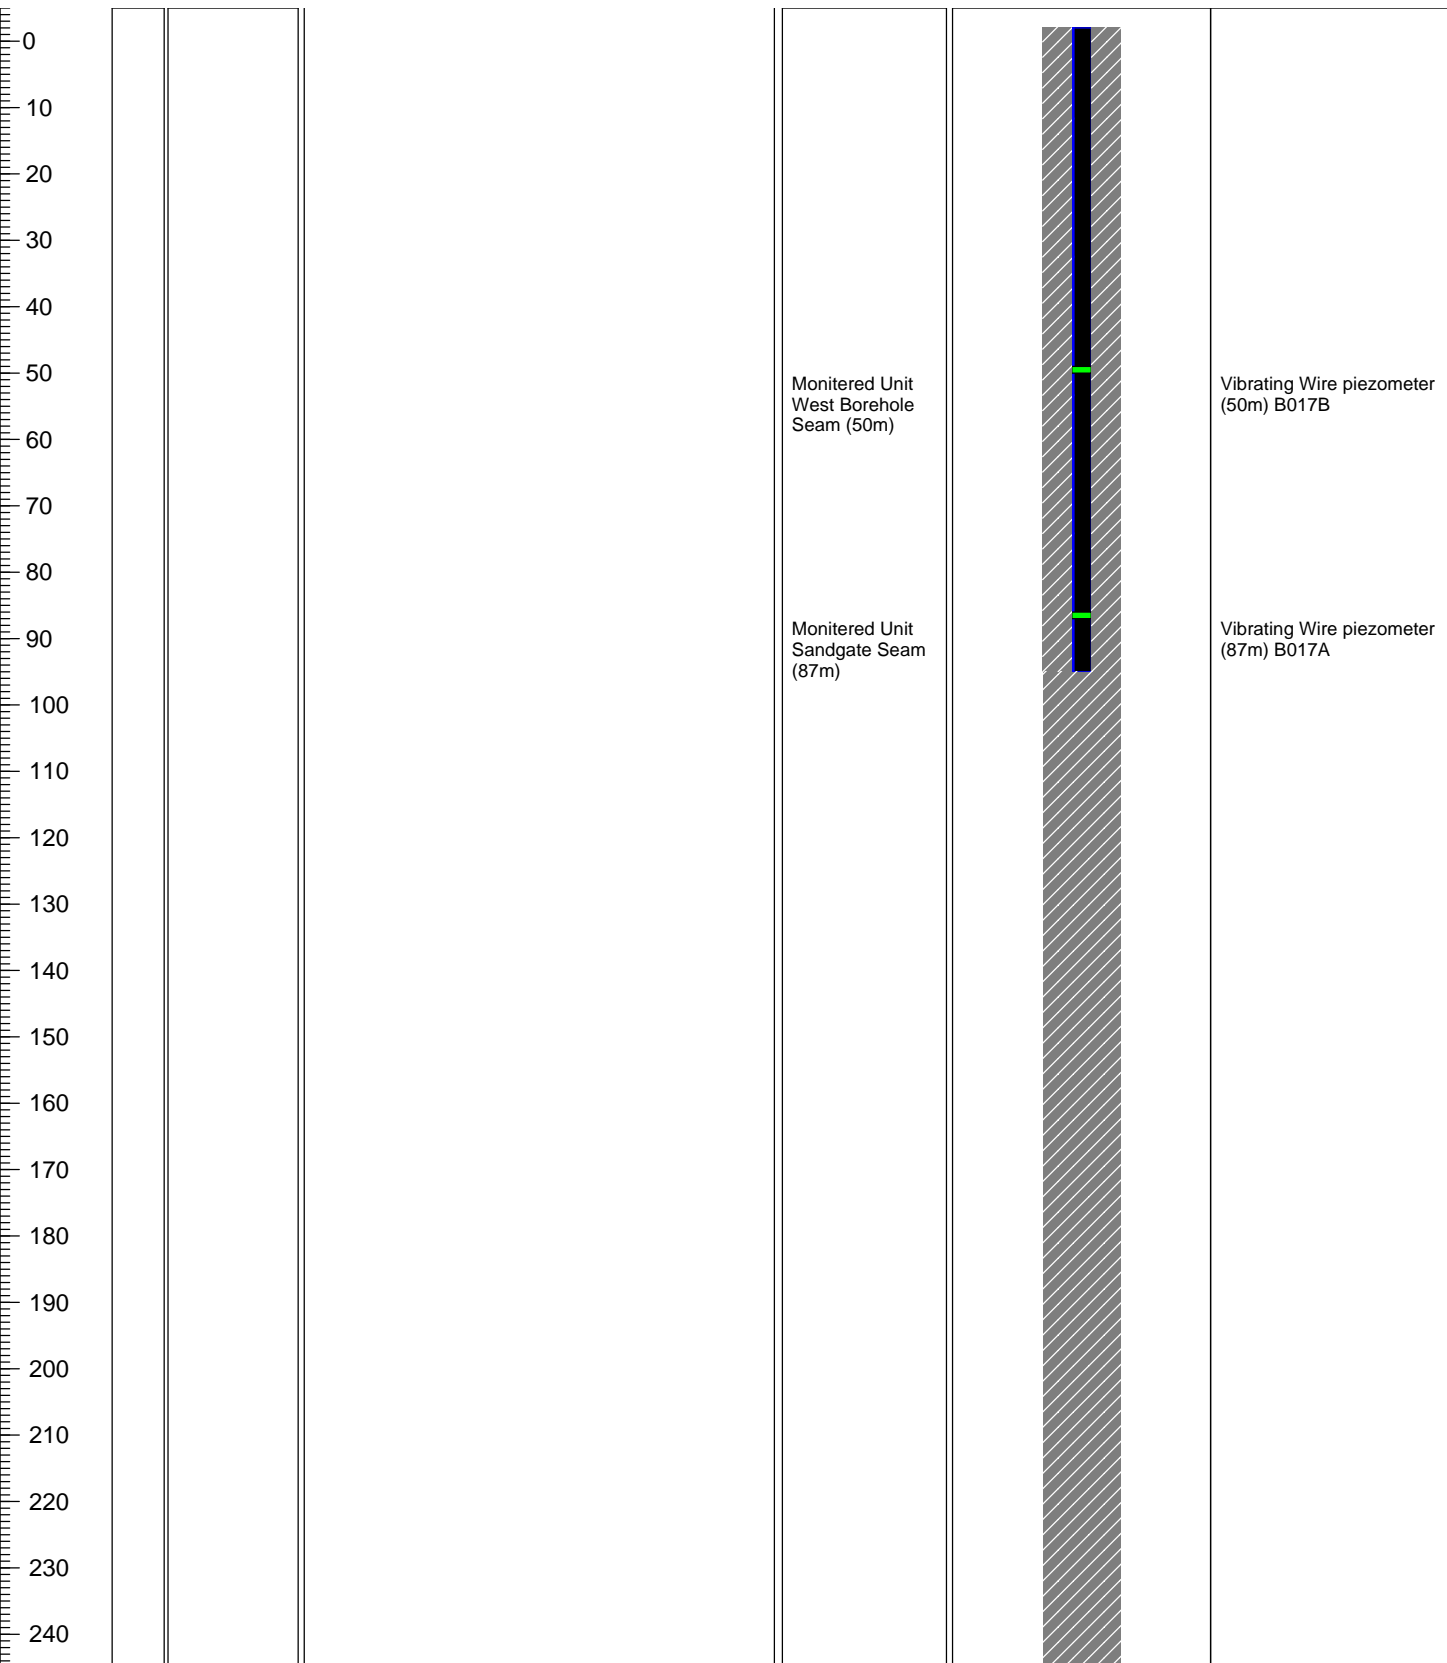 0
10
20
30
40
50
60
70
80
90
100
110
120
130
140
150
160
170
180
190
200
210
220
230
240
Monitered Unit
West Borehole
Seam (50m)
Monitered Unit
Sandgate Seam
(87m)
Vibrating Wire piezometer
(50m) B017B
Vibrating Wire piezometer
(87m) B017A